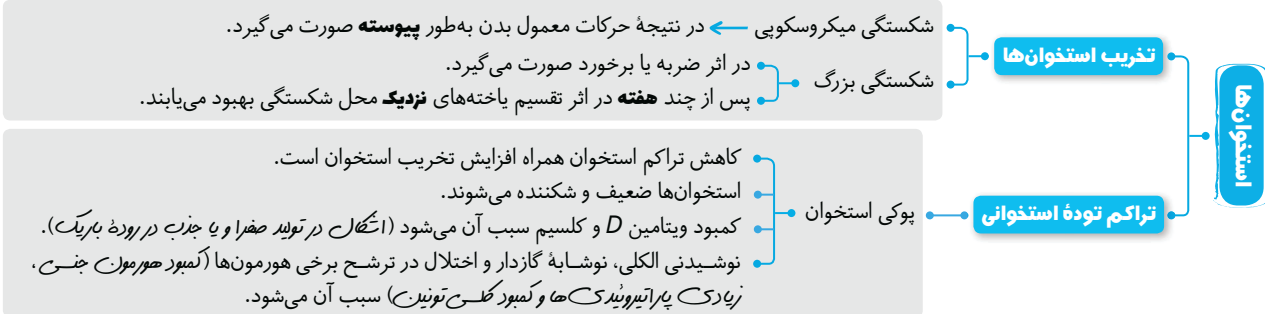 استخوان‌ها
تخریب استخوان‌ها
شکستگی میکروسکوپی ← در نتیجۀ حرکات معمول بدن به‌طور پیوسته صورت می‌گیرد.
شکستگی بزرگ
در اثر ضربه یا برخورد صورت می‌گیرد.
پس از چند هفته در اثر تقسیم یاخته‌های نزدیک محل شکستگی بهبود می‌یابند.
تراکم تودۀ استخوانی
پوکی استخوان
کاهش تراکم استخوان همراه افزایش تخریب استخوان است.
استخوان‌ها ضعیف و شکننده می‌شوند.
کمبود ویتامین D و کلسیم سبب آن می‌شود (اشکال در تولید صفرا و یا جذب در رودۀ باریک).
نوشیدنی الکلی، نوشابۀ گازدار و اختلال در ترشح برخی هورمون‌ها (کمبود هورمون جنسی،
زیادی پاراتیروئیدی‌ها و کمبود کلسی تونین) سبب آن می‌شود.